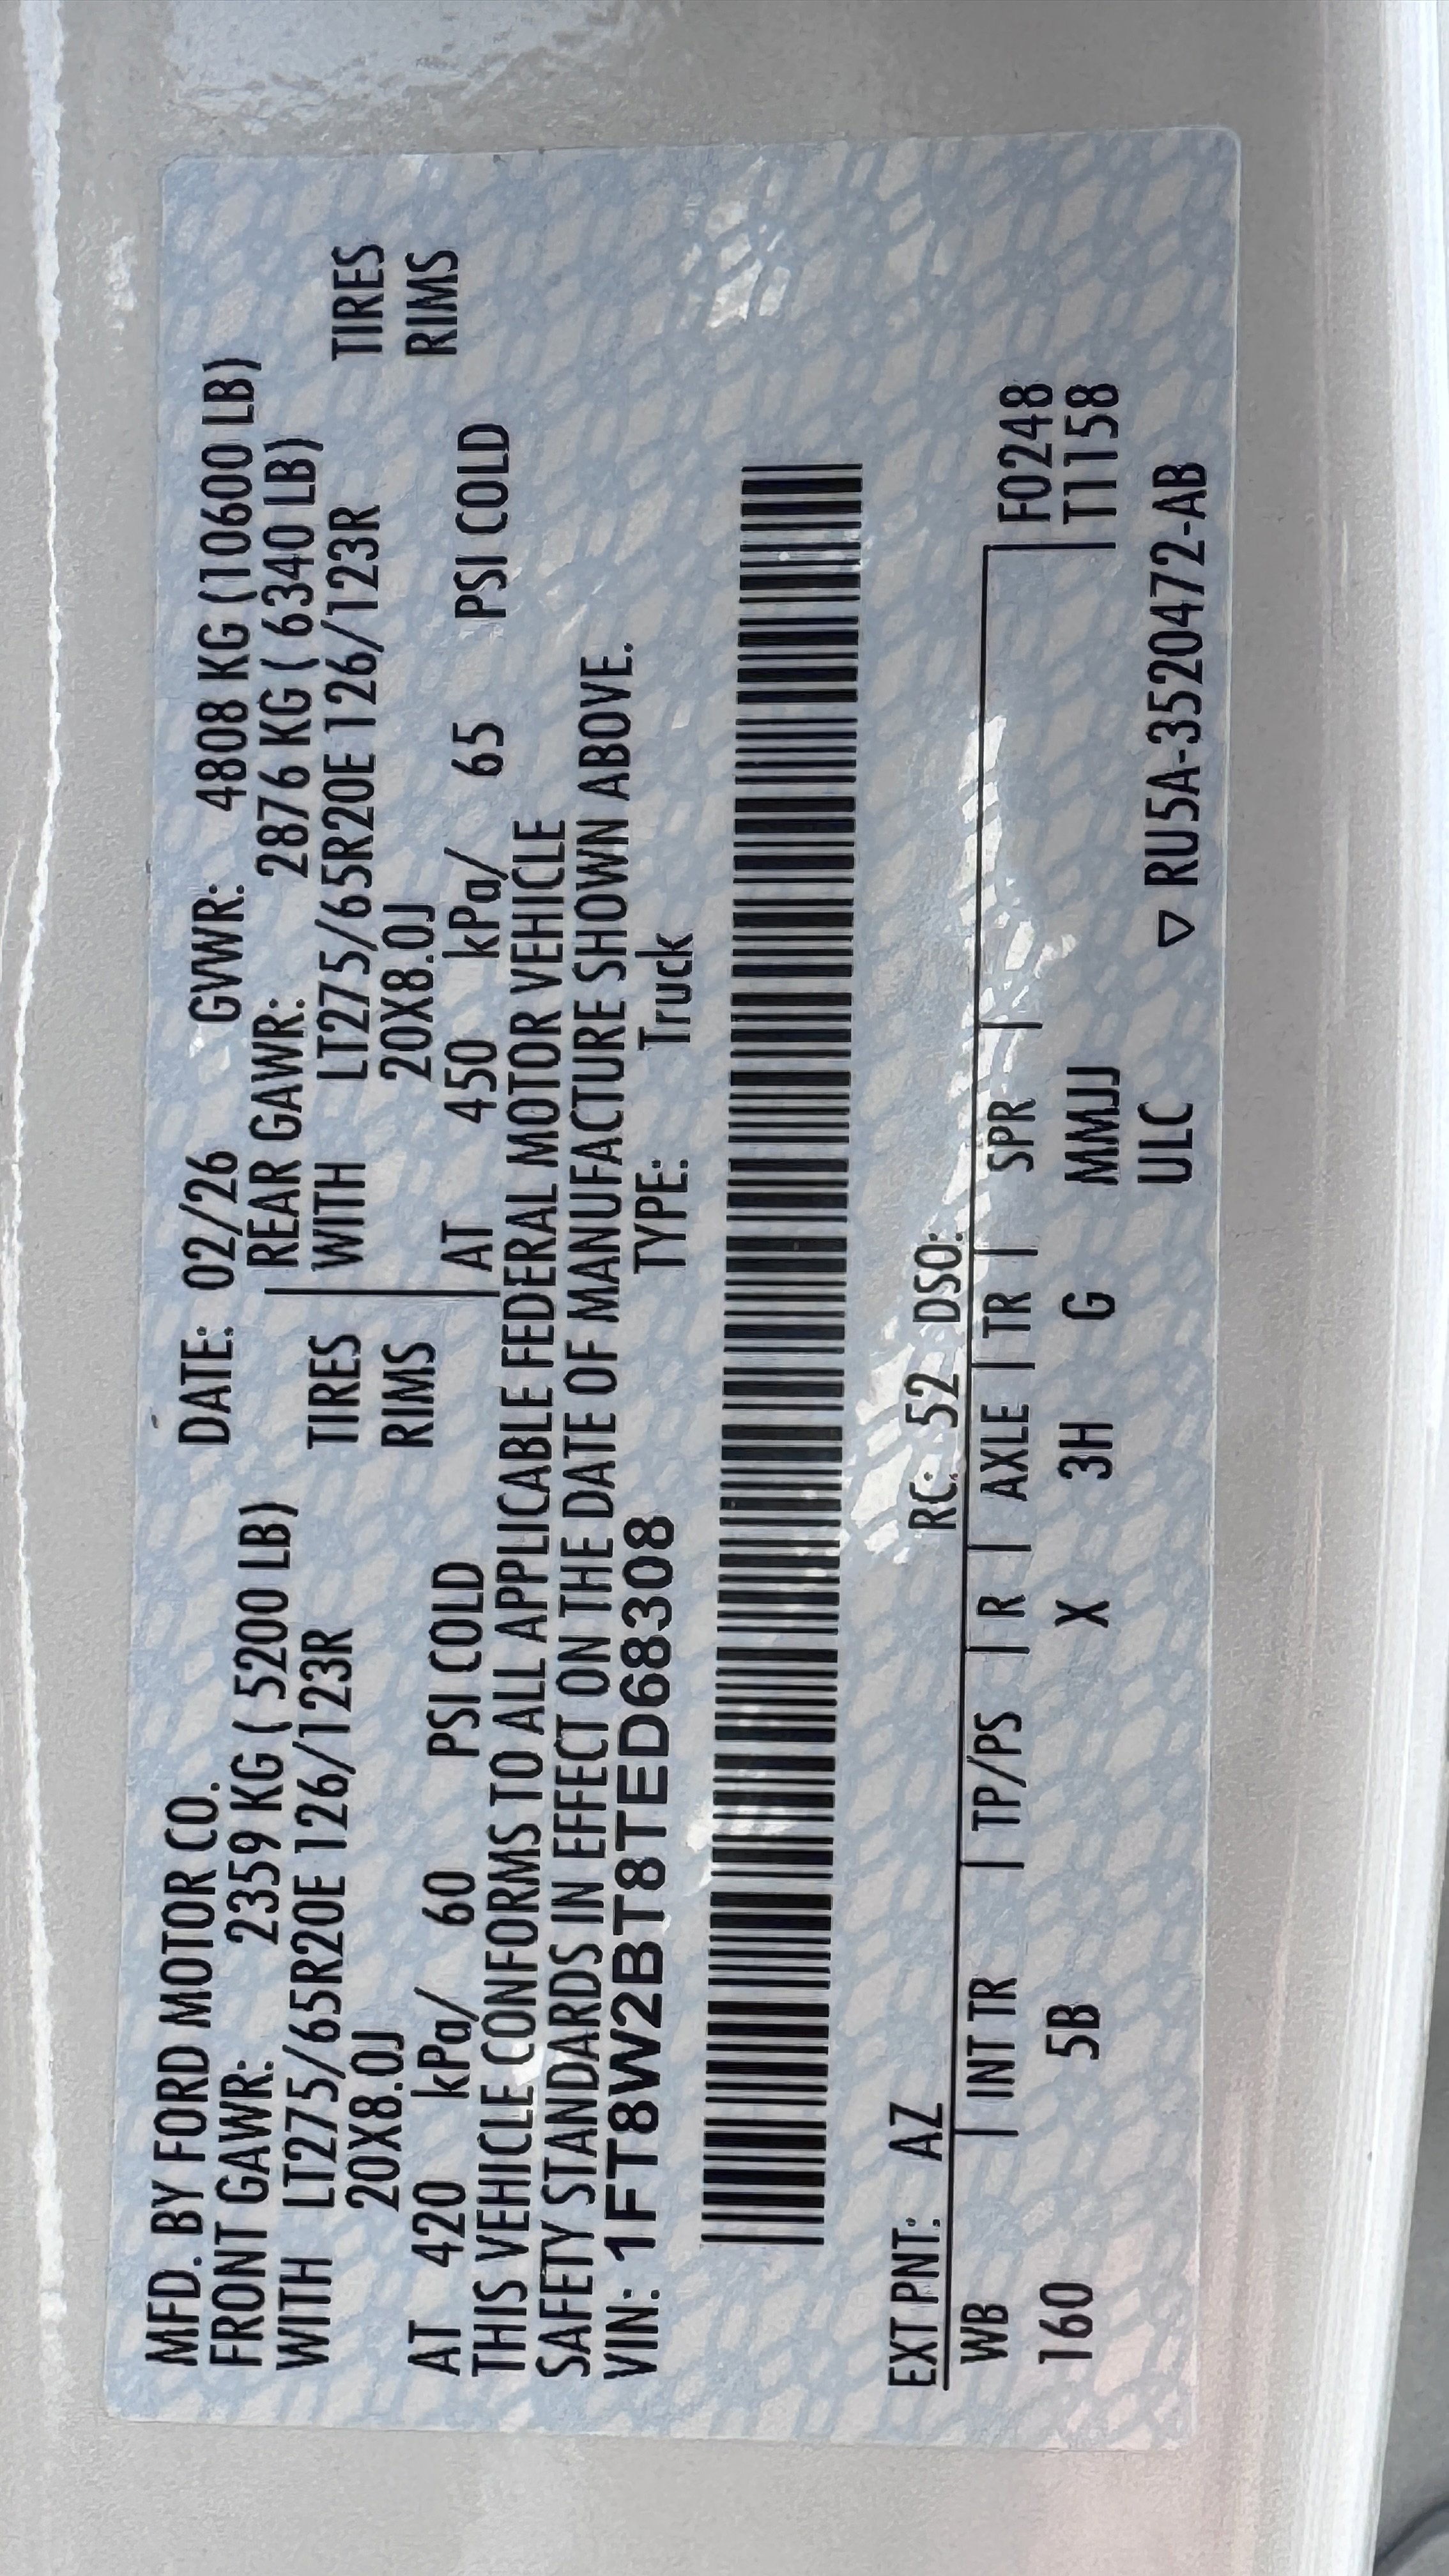 MFD. BY FORD MOTOR CO. DATE: 02/26 GVWR: 4808 KG (10600 LB)
FRONT GAWR: 2359 KG ( 5200 LB) REAR GAWR: 2876 KG ( 6340 LB)
WITH LT275/65R20E 126/123R TIRES WITH LT275/65R20E 126/123R TIRES
20X8.0J RIMS 20X8.0J RIMS
AT 420 kPa/ 60 PSI COLD AT 450 kPa/ 65 PSI COLD
THIS VEHICLE CONFORMS TO ALL APPLICABLE FEDERAL MOTOR VEHICLE
SAFETY STANDARDS IN EFFECT ON THE DATE OF MANUFACTURE SHOWN ABOVE.
VIN: 1FT8W2BT8TED68308 TYPE: Truck
EXT PNT: AZ RC: 52 DSO:
WB INT TR TP/PS R AXLE TR SPR F0248
160 5B X 3H G MMJJ T1158
ULC ▽ RU5A-3520472-AB